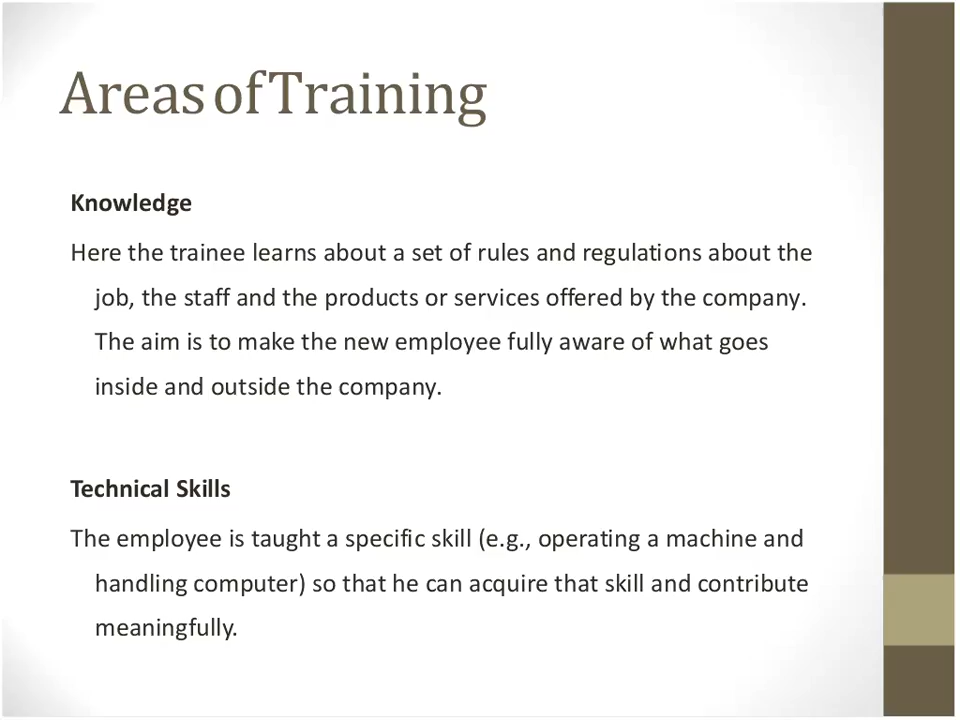 Areas of Training
Knowledge
Here the trainee learns about a set of rules and regulations about the
job, the staff and the products or services offered by the company.
The aim is to make the new employee fully aware of what goes
inside and outside the company.
Technical Skills
The employee is taught a specific skill (e.g., operating a machine and
handling computer) so that he can acquire that skill and contribute
meaningfully.